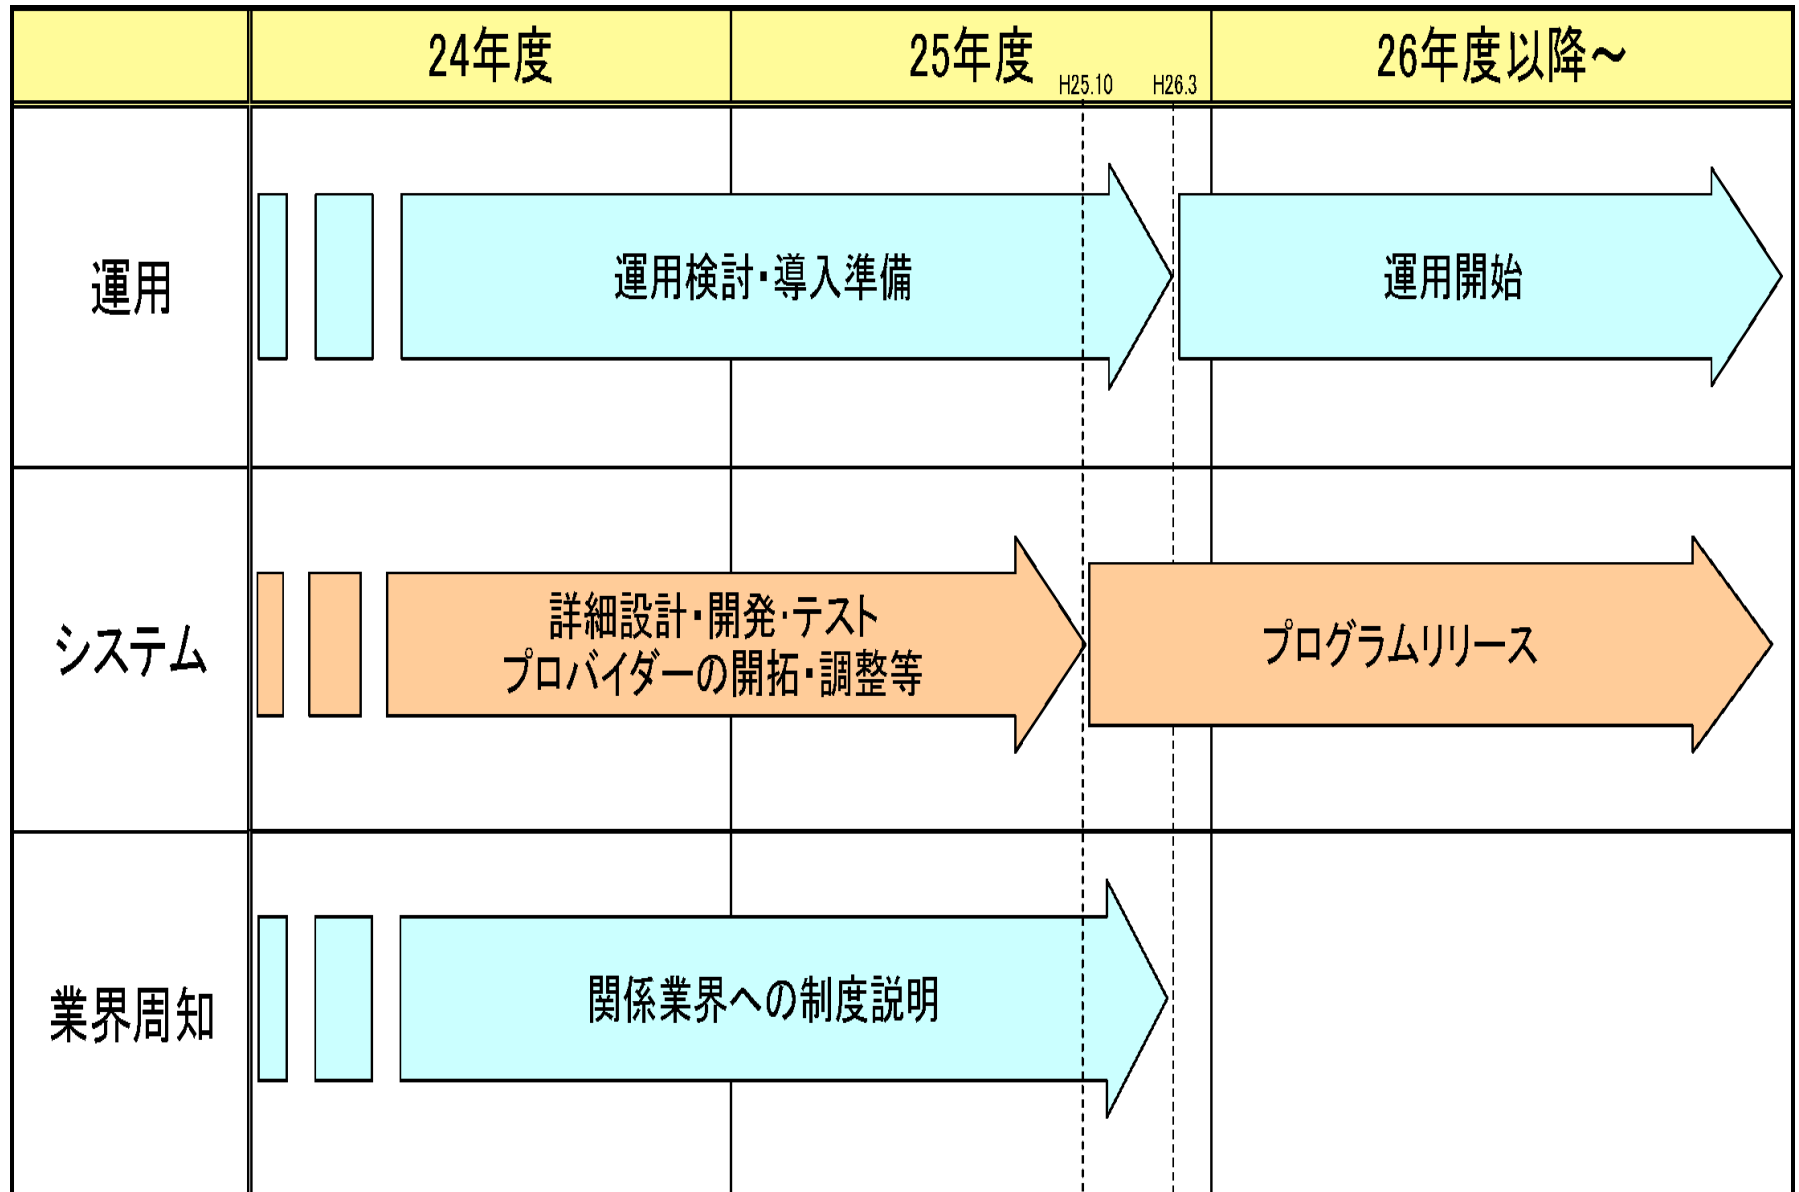 24年度
25年度
26年度以降～
H25.10
H26.3
運用
運用検討・導入準備
運用開始
システム
詳細設計・開発・テスト
プロバイダーの開拓・調整等
プログラムリリース
業界周知
関係業界への制度説明